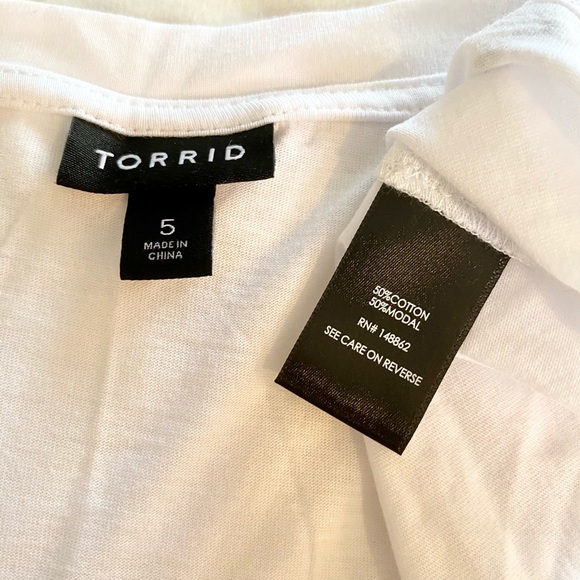 TORRID
5
MADE IN
CHINA
50%COTTON
50%MODAL
RN# 148862
SEE CARE ON REVERSE